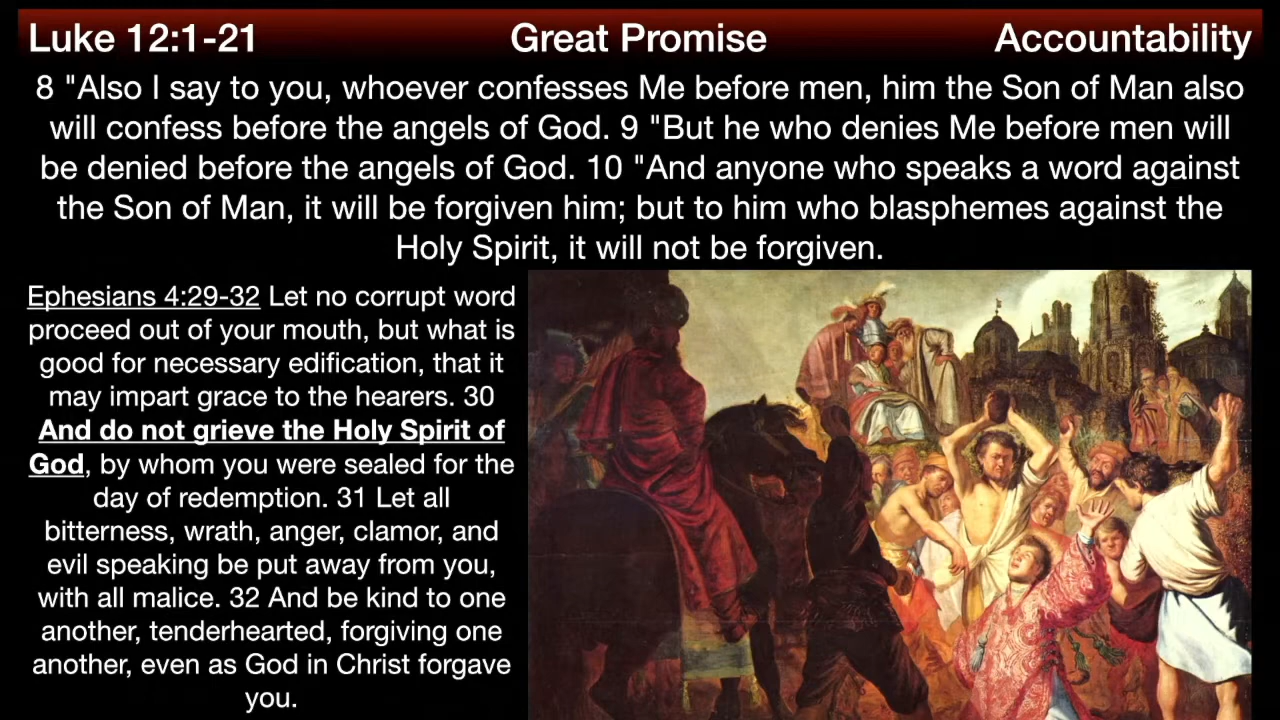 Luke 12:1-21 Great Promise Accountability
8 "Also I say to you, whoever confesses Me before men, him the Son of Man also
will confess before the angels of God. 9 "But he who denies Me before men will
be denied before the angels of God. 10 "And anyone who speaks a word against
the Son of Man, it will be forgiven him; but to him who blasphemes against the
Holy Spirit, it will not be forgiven.
Ephesians 4:29-32 Let no corrupt word
proceed out of your mouth, but what is
good for necessary edification, that it
may impart grace to the hearers. 30
And do not grieve the Holy Spirit of
God, by whom you were sealed for the
day of redemption. 31 Let all
bitterness, wrath, anger, clamor, and
evil speaking be put away from you,
with all malice. 32 And be kind to one
another, tenderhearted, forgiving one
another, even as God in Christ forgave
you.